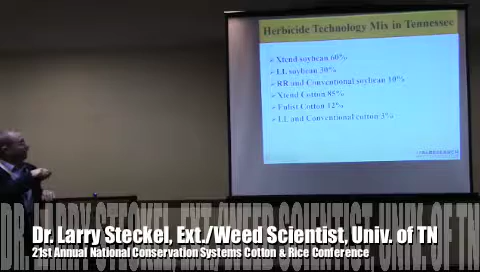 Herbicide Technology Mix in Tennessee
Xtend soybean 60%
LL soybean 30%
RR and Conventional soybean 10%
Xtend Cotton 85%
Enlist Cotton 12%
LL and Conventional cotton 3%
Dr. Larry Steckel, Ext./Weed Scientist, Univ. of TN
21st Annual National Conservation Systems Cotton & Rice Conference
DR. LARRY STECKEL, EXT./WEED SCIENTIST, UNIV. OF TN